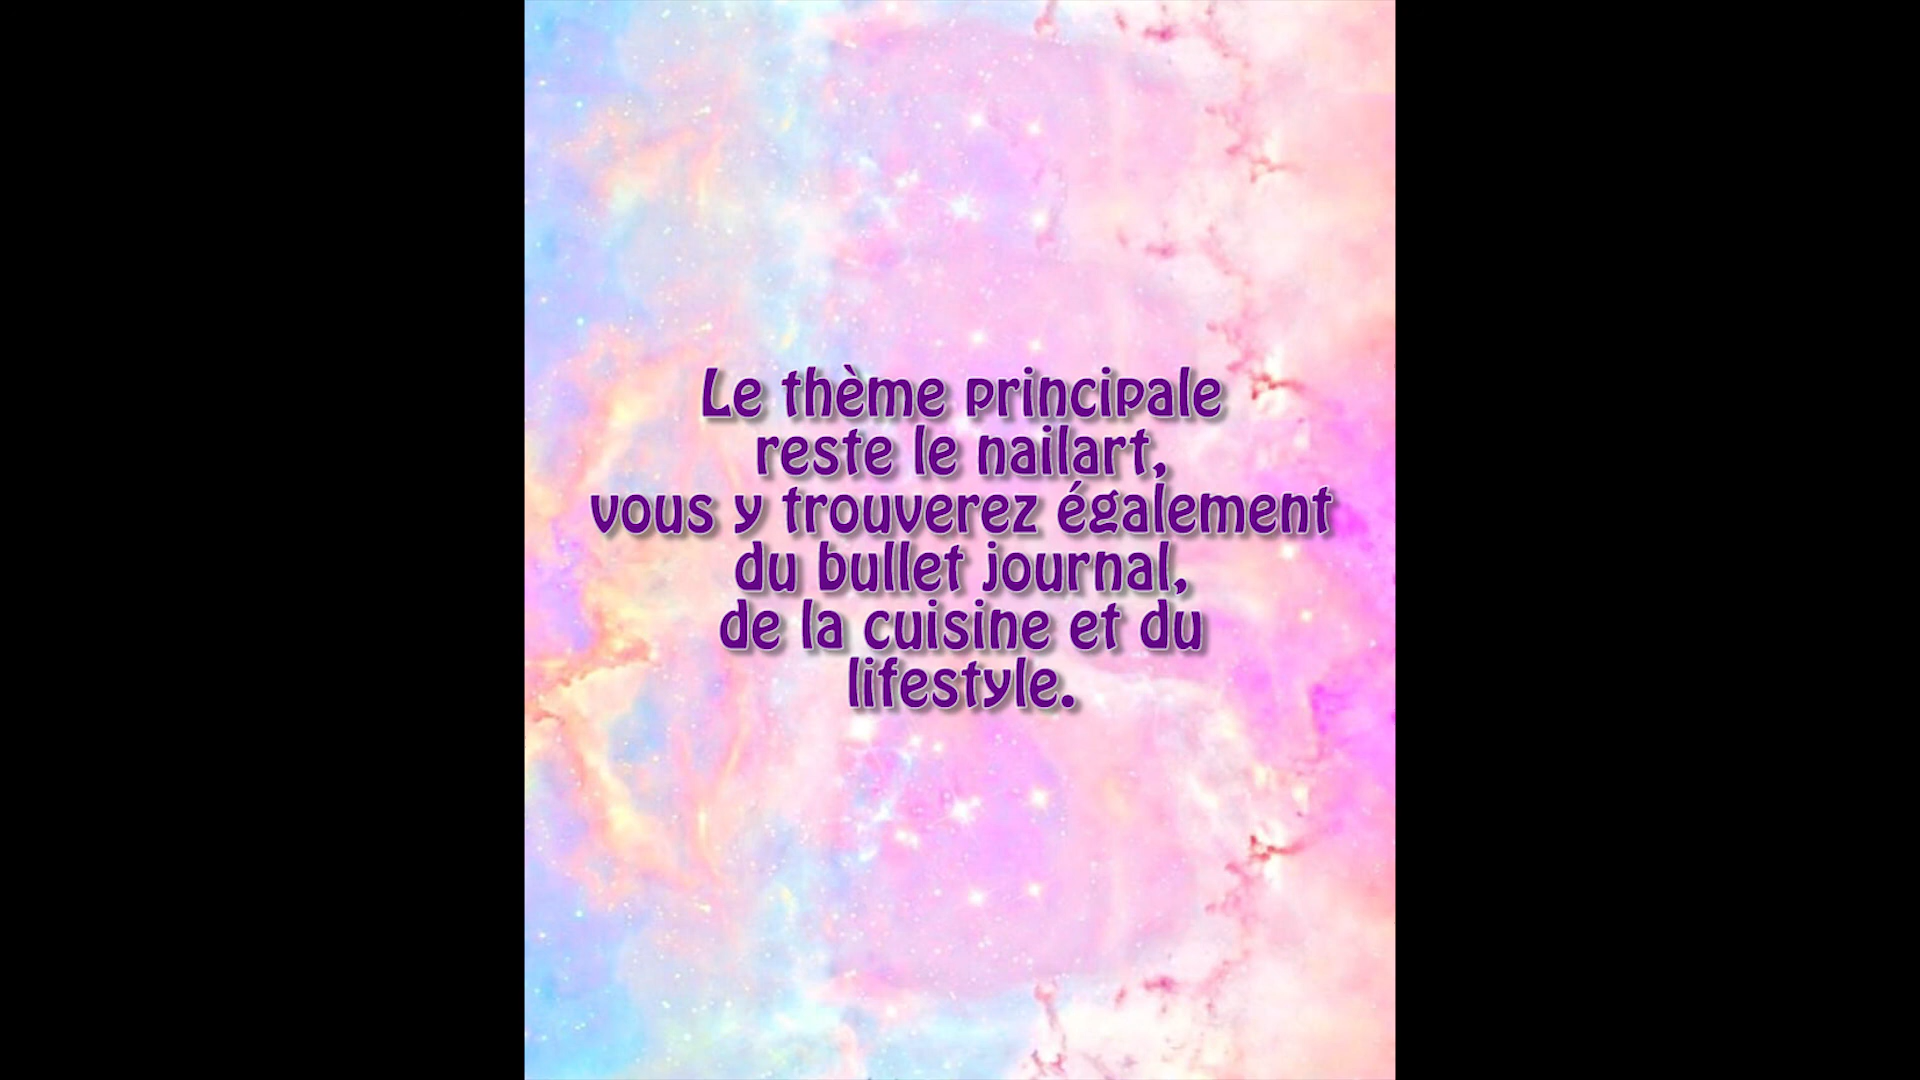 Le thème principale
reste le nailart,
vous y trouverez également
du bullet journal,
de la cuisine et du
lifestyle.